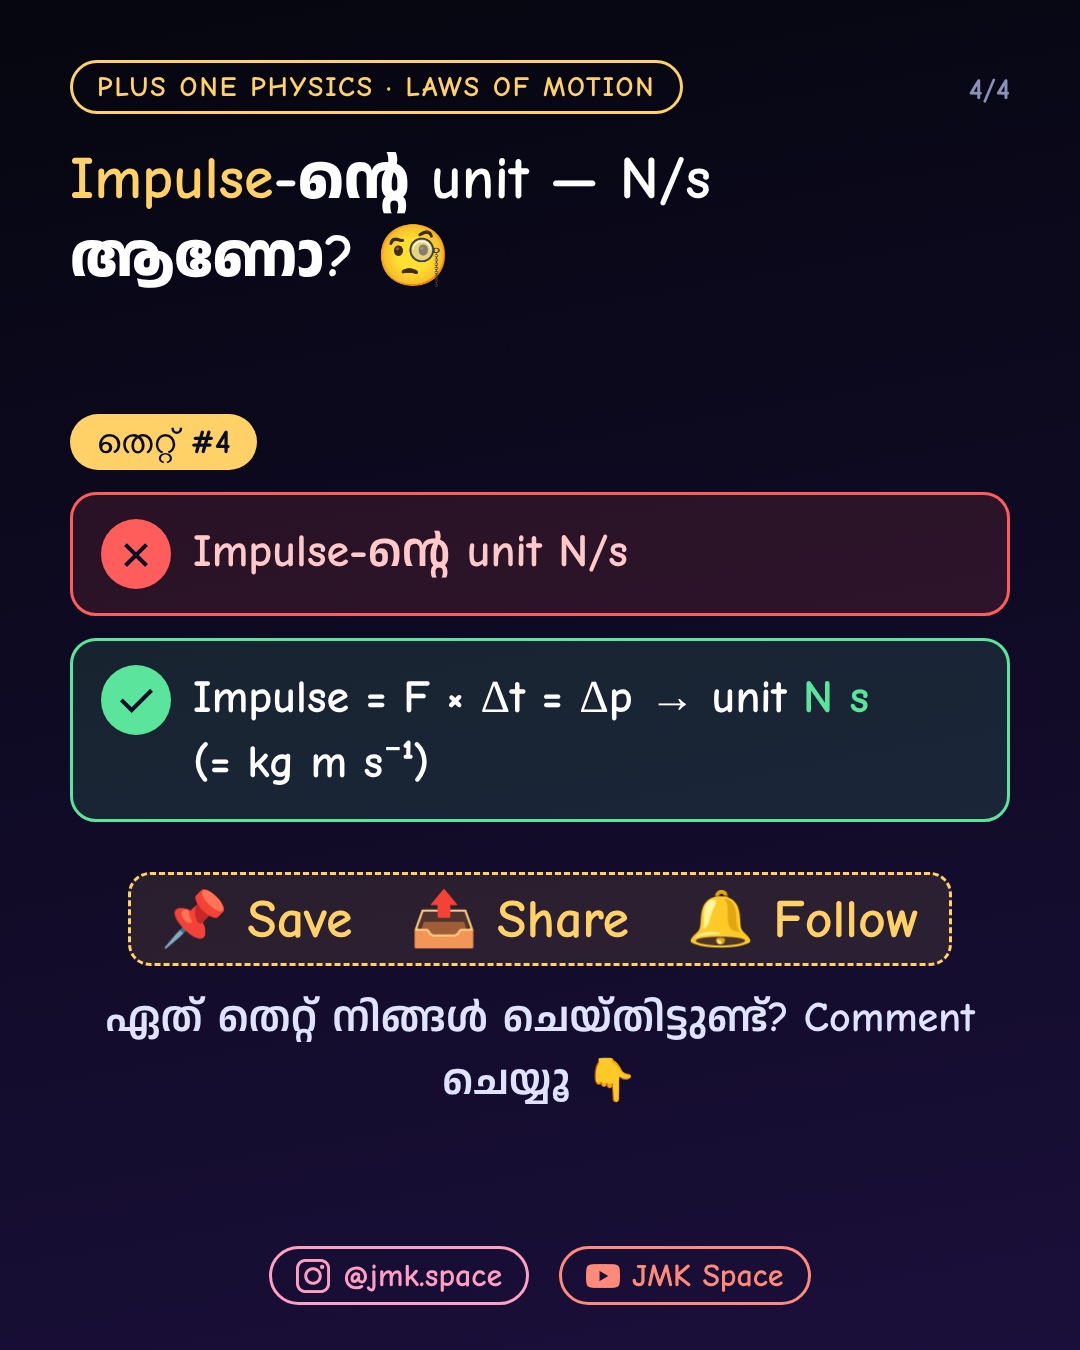 PLUS ONE PHYSICS · LAWS OF MOTION
4/4
Impulse-ന്റെ unit — N/s
ആണോ? 🧐
തെറ്റ് #4
✕ Impulse-ന്റെ unit N/s
✓ Impulse = F × Δt = Δp → unit N s
(= kg m s⁻¹)
📌 Save 📤 Share 🔔 Follow
ഏത് തെറ്റ് നിങ്ങൾ ചെയ്തിട്ടുണ്ട്? Comment
ചെയ്യൂ 👇
@jmk.space JMK Space